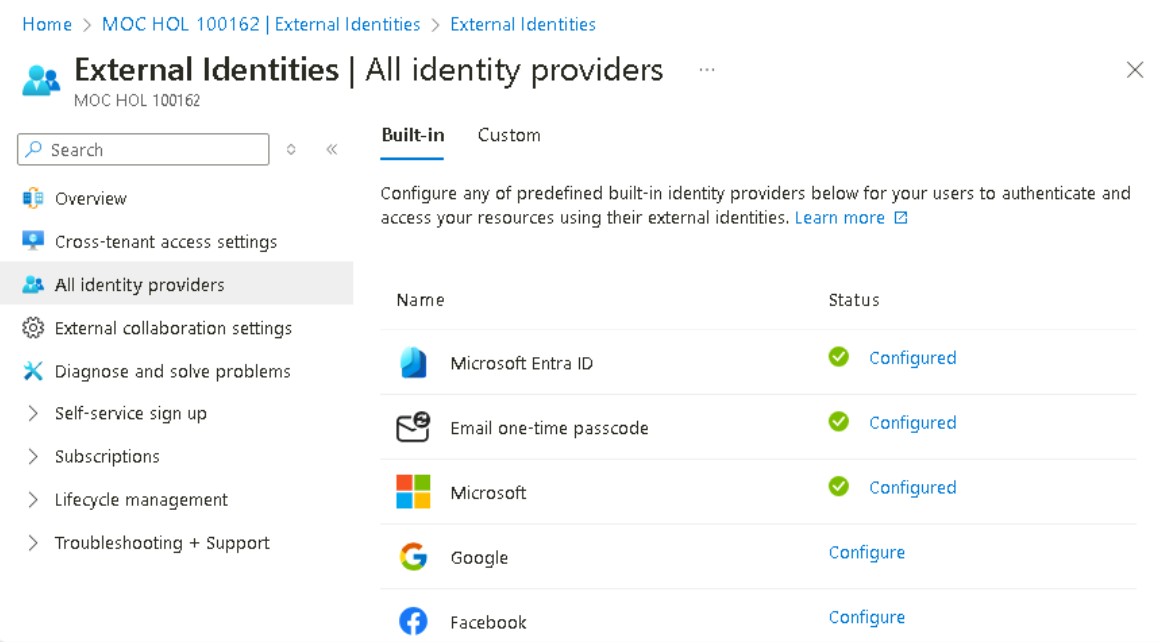 Home > MOC HOL 100162 | External Identities > External Identities
External Identities | All identity providers ...
MOC HOL 100162
Search
Overview
Cross-tenant access settings
All identity providers
External collaboration settings
Diagnose and solve problems
Self-service sign up
Subscriptions
Lifecycle management
Troubleshooting + Support
Built-in Custom
Configure any of predefined built-in identity providers below for your users to authenticate and
access your resources using their external identities. Learn more
Name Status
Microsoft Entra ID Configured
Email one-time passcode Configured
Microsoft Configured
Google Configure
Facebook Configure